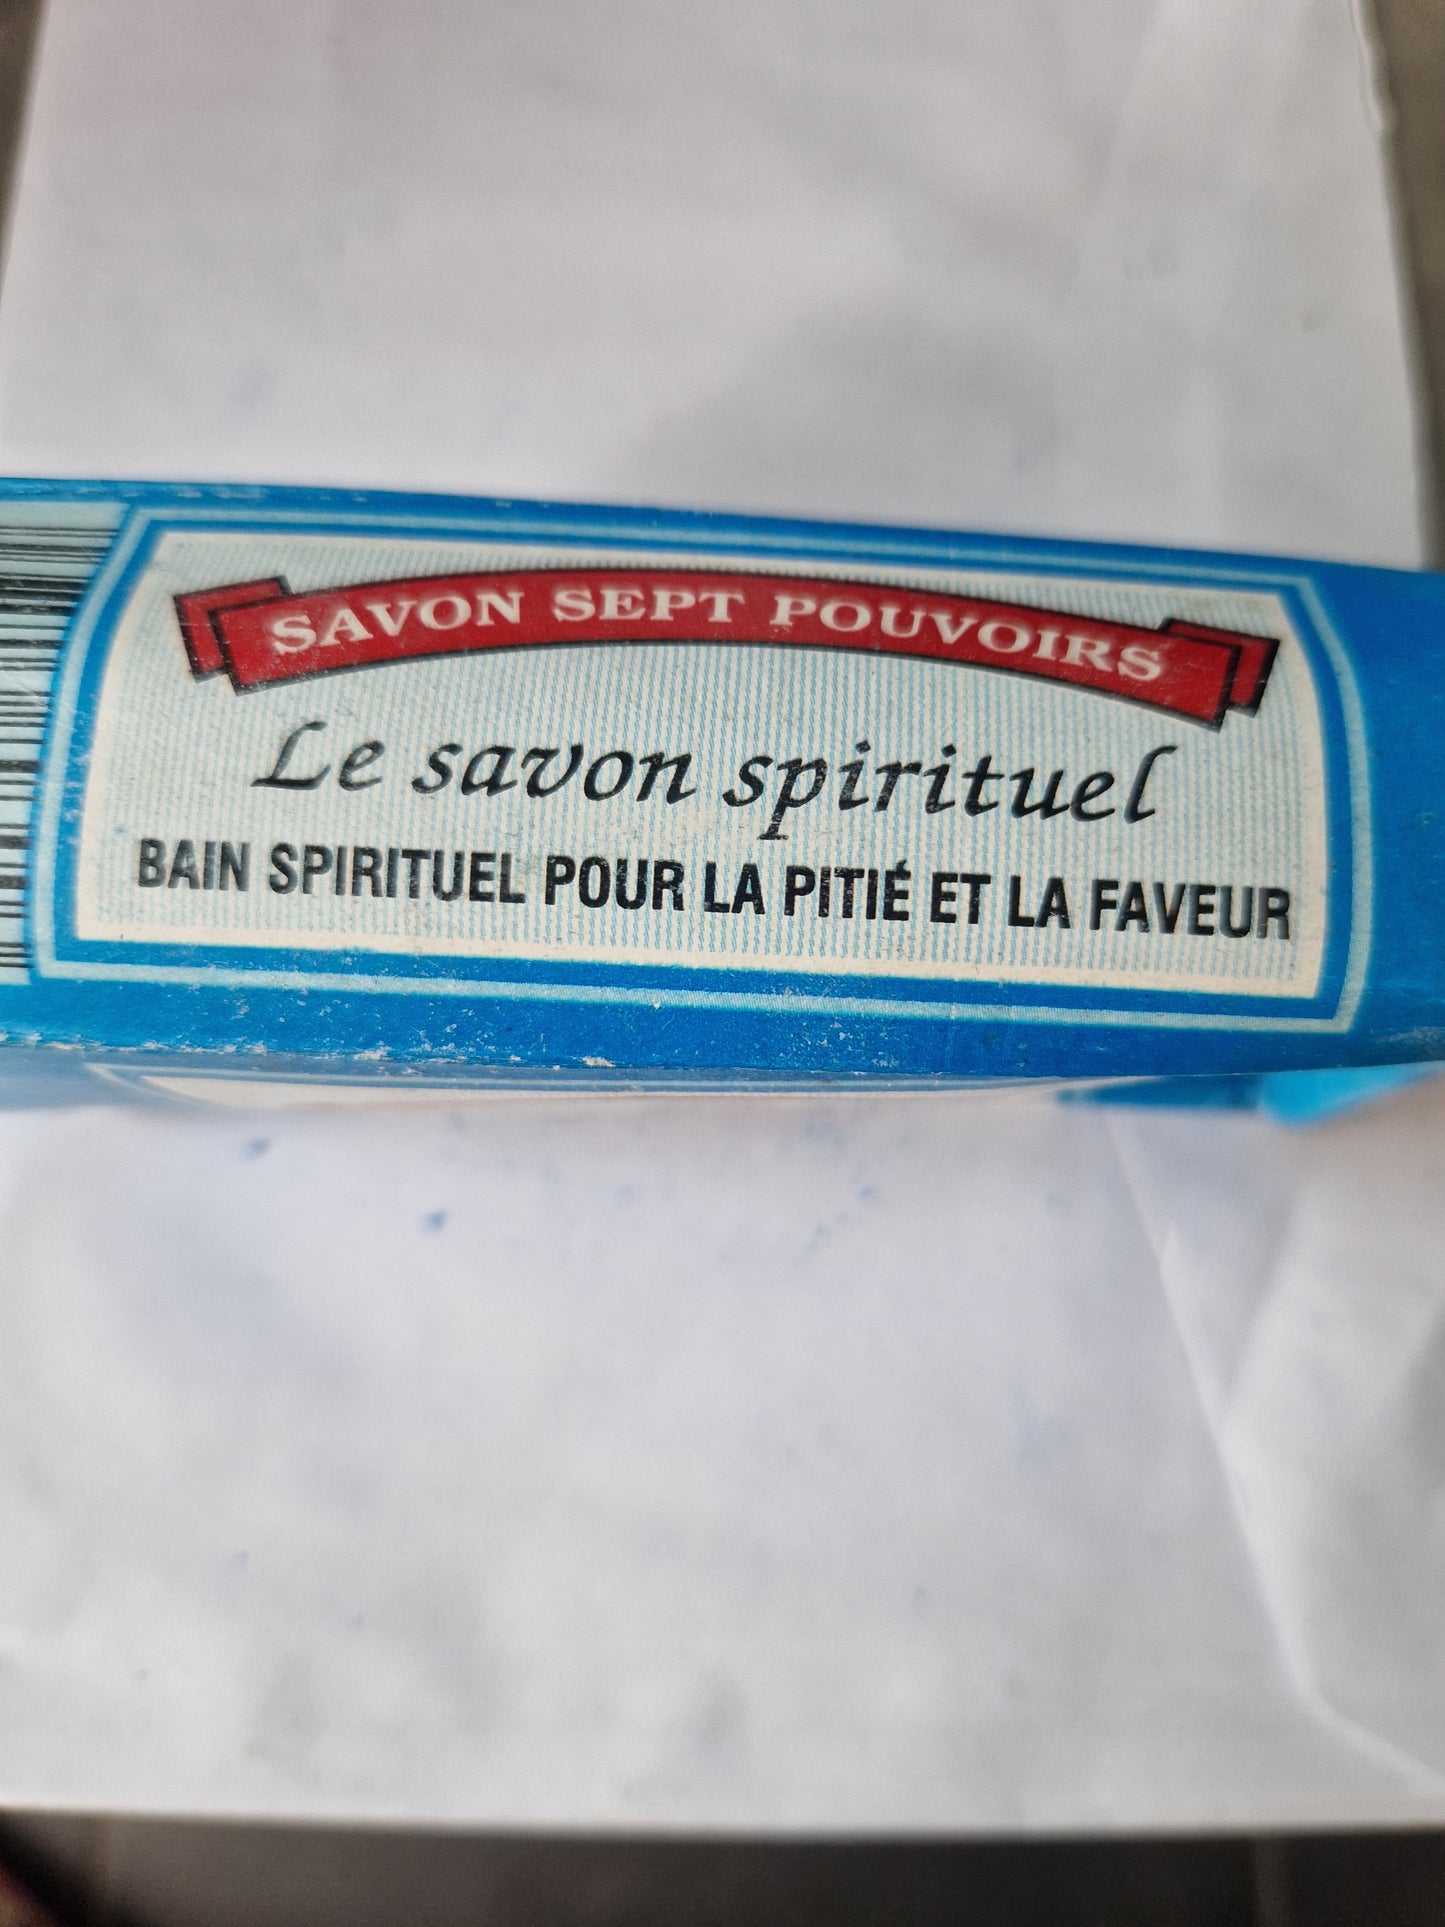 SAVON SEPT POUVOIRS
Le savon spirituel
BAIN SPIRITUEL POUR LA PITIÉ ET LA FAVEUR